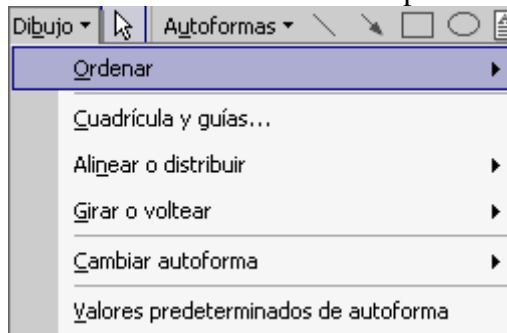 Dibujo Autoformas
Ordenar
Cuadrícula y guías...
Alinear o distribuir
Girar o voltear
Cambiar autoforma
Valores predeterminados de autoforma